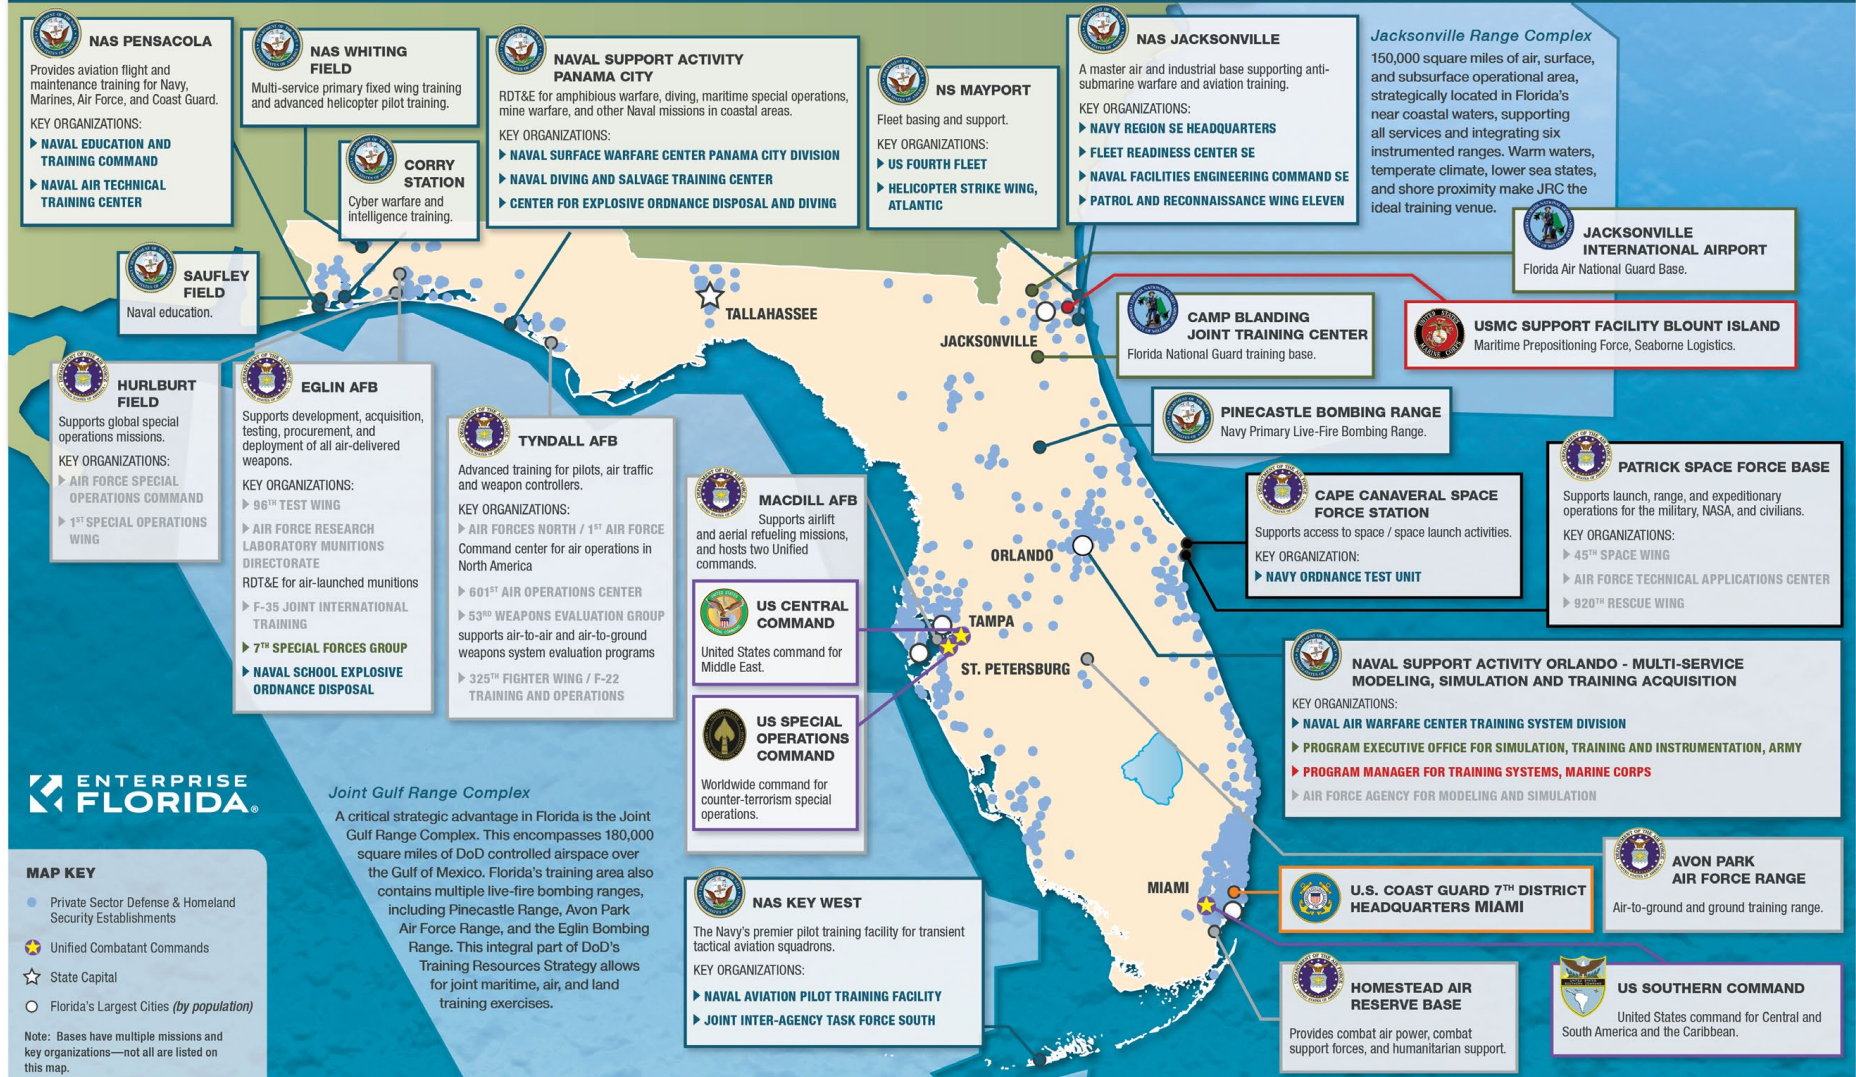 NAS PENSACOLA
Provides aviation flight and
maintenance training for Navy,
Marines, Air Force, and Coast Guard.
KEY ORGANIZATIONS:
NAVAL EDUCATION AND
TRAINING COMMAND
NAVAL AIR TECHNICAL
TRAINING CENTER
NAS WHITING
FIELD
Multi-service primary fixed wing training
and advanced helicopter pilot training.
CORRY
STATION
Cyber warfare and
intelligence training.
NAVAL SUPPORT ACTIVITY
PANAMA CITY
RDT&E for amphibious warfare, diving, maritime special operations,
mine warfare, and other Naval missions in coastal areas.
KEY ORGANIZATIONS:
NAVAL SURFACE WARFARE CENTER PANAMA CITY DIVISION
NAVAL DIVING AND SALVAGE TRAINING CENTER
CENTER FOR EXPLOSIVE ORDNANCE DISPOSAL AND DIVING
NS MAYPORT
Fleet basing and support.
KEY ORGANIZATIONS:
US FOURTH FLEET
HELICOPTER STRIKE WING,
ATLANTIC
NAS JACKSONVILLE
A master air and industrial base supporting anti-
submarine warfare and aviation training.
KEY ORGANIZATIONS:
NAVY REGION SE HEADQUARTERS
FLEET READINESS CENTER SE
NAVAL FACILITIES ENGINEERING COMMAND SE
PATROL AND RECONNAISSANCE WING ELEVEN
Jacksonville Range Complex
150,000 square miles of air, surface,
and subsurface operational area,
strategically located in Florida's
near coastal waters, supporting
all services and integrating six
instrumented ranges. Warm waters,
temperate climate, lower sea states,
and shore proximity make JRC the
ideal training venue.
JACKSONVILLE
INTERNATIONAL AIRPORT
Florida Air National Guard Base.
SAUFLEY
FIELD
Naval education.
TALLAHASSEE
JACKSONVILLE
CAMP BLANDING
JOINT TRAINING CENTER
Florida National Guard training base.
USMC SUPPORT FACILITY BLOUNT ISLAND
Maritime Prepositioning Force, Seaborne Logistics.
HURLBURT
FIELD
Supports global special
operations missions.
KEY ORGANIZATIONS:
AIR FORCE SPECIAL
OPERATIONS COMMAND
1ST SPECIAL OPERATIONS
WING
EGLIN AFB
Supports development, acquisition,
testing, procurement, and
deployment of all air-delivered
weapons.
KEY ORGANIZATIONS:
96TH TEST WING
AIR FORCE RESEARCH
LABORATORY MUNITIONS
DIRECTORATE
RDT&E for air-launched munitions
F-35 JOINT INTERNATIONAL
TRAINING
7TH SPECIAL FORCES GROUP
NAVAL SCHOOL EXPLOSIVE
ORDNANCE DISPOSAL
TYNDALL AFB
Advanced training for pilots, air traffic
and weapon controllers.
KEY ORGANIZATIONS:
AIR FORCES NORTH / 1ST AIR FORCE
Command center for air operations in
North America
601ST AIR OPERATIONS CENTER
53RD WEAPONS EVALUATION GROUP
supports air-to-air and air-to-ground
weapons system evaluation programs
325TH FIGHTER WING / F-22
TRAINING AND OPERATIONS
MACDILL AFB
Supports airlift
and aerial refueling missions,
and hosts two Unified
commands.
US CENTRAL
COMMAND
United States command for
Middle East.
US SPECIAL
OPERATIONS
COMMAND
Worldwide command for
counter-terrorism special
operations.
PINECASTLE BOMBING RANGE
Navy Primary Live-Fire Bombing Range.
CAPE CANAVERAL SPACE
FORCE STATION
Supports access to space / space launch activities.
KEY ORGANIZATION:
NAVY ORDNANCE TEST UNIT
PATRICK SPACE FORCE BASE
Supports launch, range, and expeditionary
operations for the military, NASA, and civilians.
KEY ORGANIZATIONS:
45TH SPACE WING
AIR FORCE TECHNICAL APPLICATIONS CENTER
920TH RESCUE WING
ORLANDO
TAMPA
ST. PETERSBURG
NAVAL SUPPORT ACTIVITY ORLANDO - MULTI-SERVICE
MODELING, SIMULATION AND TRAINING ACQUISITION
KEY ORGANIZATIONS:
NAVAL AIR WARFARE CENTER TRAINING SYSTEM DIVISION
PROGRAM EXECUTIVE OFFICE FOR SIMULATION, TRAINING AND INSTRUMENTATION, ARMY
PROGRAM MANAGER FOR TRAINING SYSTEMS, MARINE CORPS
AIR FORCE AGENCY FOR MODELING AND SIMULATION
ENTERPRISE
FLORIDA®
Joint Gulf Range Complex
A critical strategic advantage in Florida is the Joint
Gulf Range Complex. This encompasses 180,000
square miles of DoD controlled airspace over
the Gulf of Mexico. Florida's training area also
contains multiple live-fire bombing ranges,
including Pinecastle Range, Avon Park
Air Force Range, and the Eglin Bombing
Range. This integral part of DoD's
Training Resources Strategy allows
for joint maritime, air, and land
training exercises.
MAP KEY
Private Sector Defense & Homeland
Security Establishments
Unified Combatant Commands
State Capital
Florida's Largest Cities (by population)
Note: Bases have multiple missions and
key organizations—not all are listed on
this map.
NAS KEY WEST
The Navy's premier pilot training facility for transient
tactical aviation squadrons.
KEY ORGANIZATIONS:
NAVAL AVIATION PILOT TRAINING FACILITY
JOINT INTER-AGENCY TASK FORCE SOUTH
MIAMI
U.S. COAST GUARD 7TH DISTRICT
HEADQUARTERS MIAMI
AVON PARK
AIR FORCE RANGE
Air-to-ground and ground training range.
HOMESTEAD AIR
RESERVE BASE
Provides combat air power, combat
support forces, and humanitarian support.
US SOUTHERN COMMAND
United States command for Central and
South America and the Caribbean.